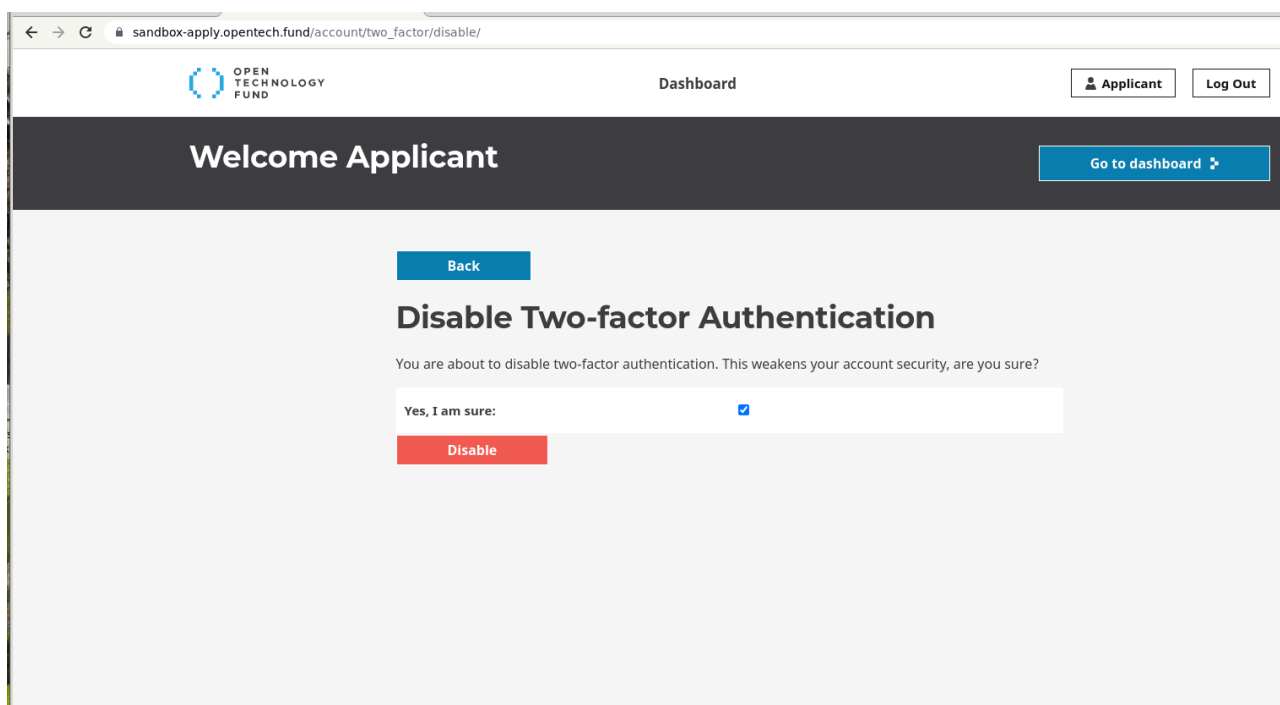 sandbox-apply.opentech.fund/account/two_factor/disable/
OPEN
TECHNOLOGY
FUND
Dashboard
Applicant
Log Out
Welcome Applicant
Go to dashboard
Back
Disable Two-factor Authentication
You are about to disable two-factor authentication. This weakens your account security, are you sure?
Yes, I am sure:
Disable